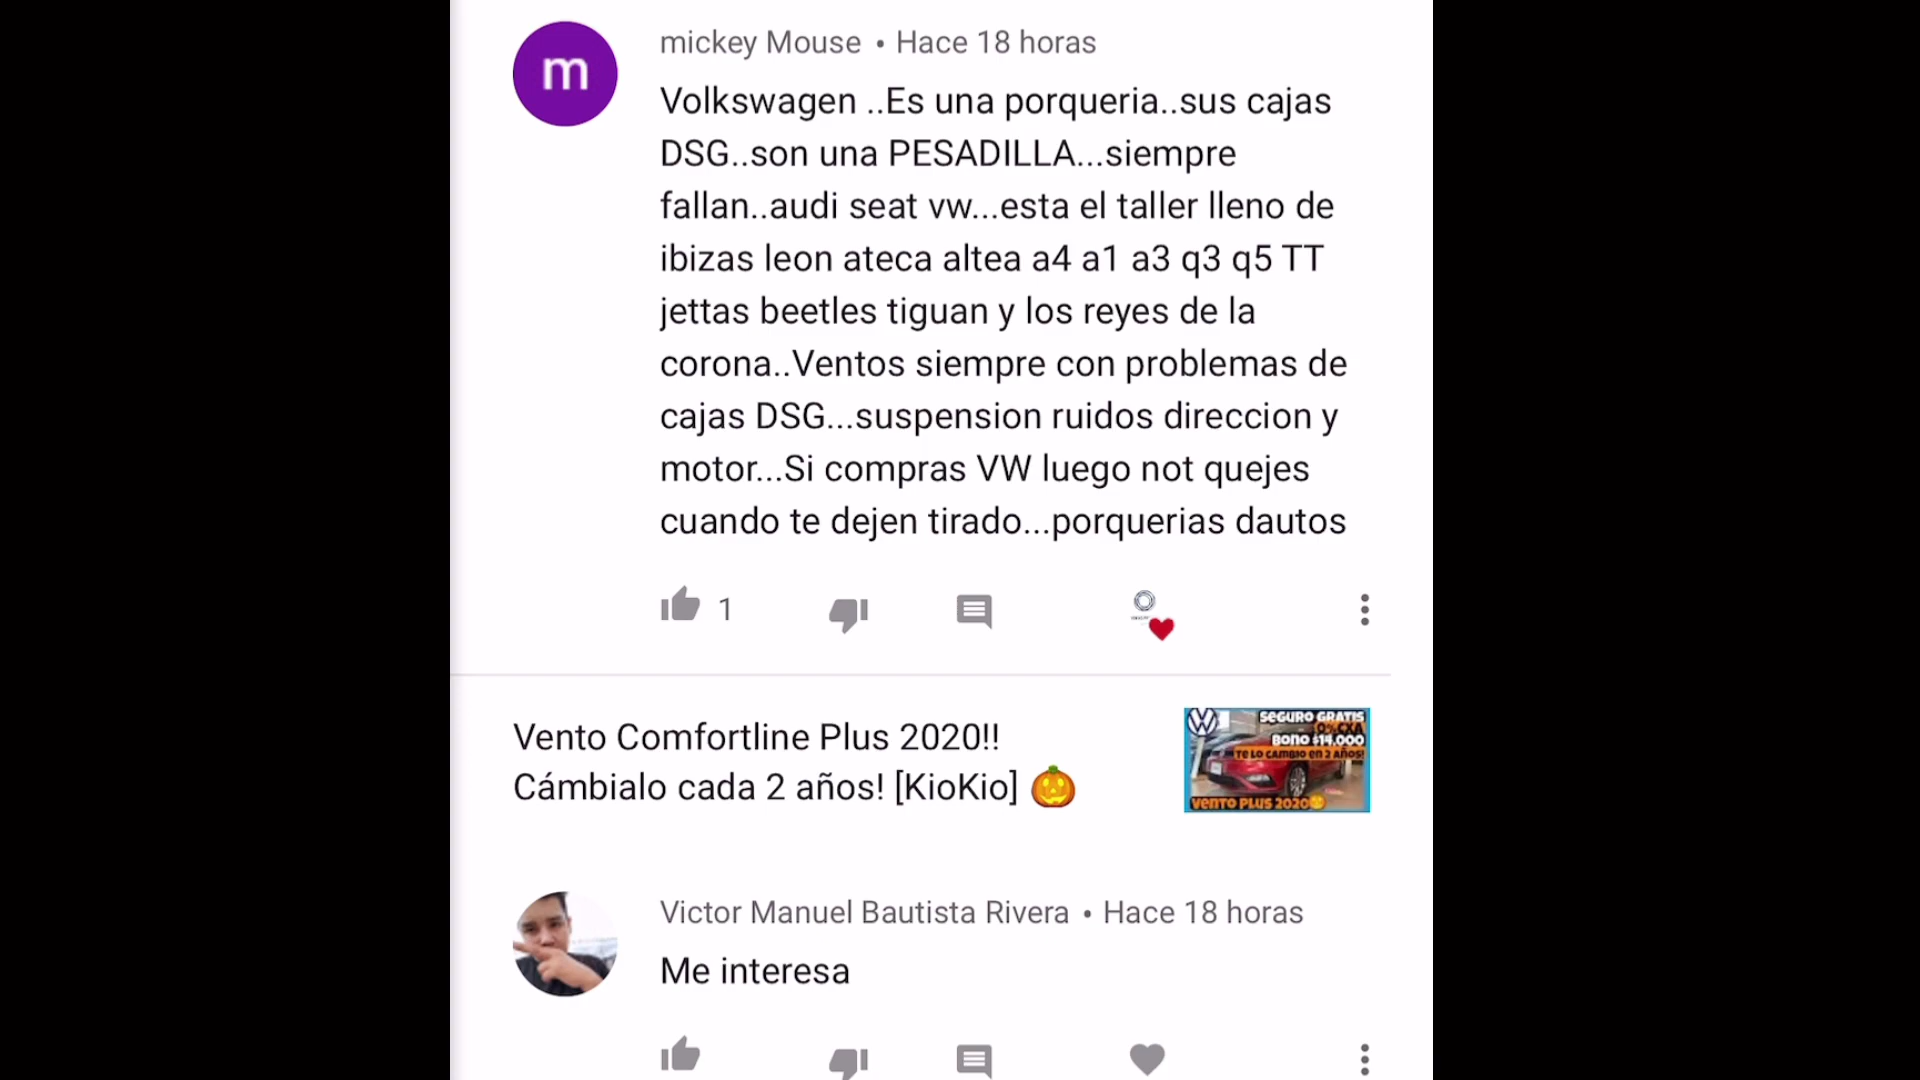 m
mickey Mouse • Hace 18 horas
Volkswagen ..Es una porqueria..sus cajas
DSG..son una PESADILLA...siempre
fallan..audi seat vw...esta el taller lleno de
ibizas leon ateca altea a4 a1 a3 q3 q5 TT
jettas beetles tiguan y los reyes de la
corona..Ventos siempre con problemas de
cajas DSG...suspension ruidos direccion y
motor...Si compras VW luego not quejes
cuando te dejen tirado...porquerias dautos
1
Vento Comfortline Plus 2020!!
Cámbialo cada 2 años! [KioKio] 🎃
SEGURO GRATIS
0% CXA
BONO $14,000
TE LO CAMBIO EN 2 AÑOS!
VENTO PLUS 2020
Victor Manuel Bautista Rivera • Hace 18 horas
Me interesa